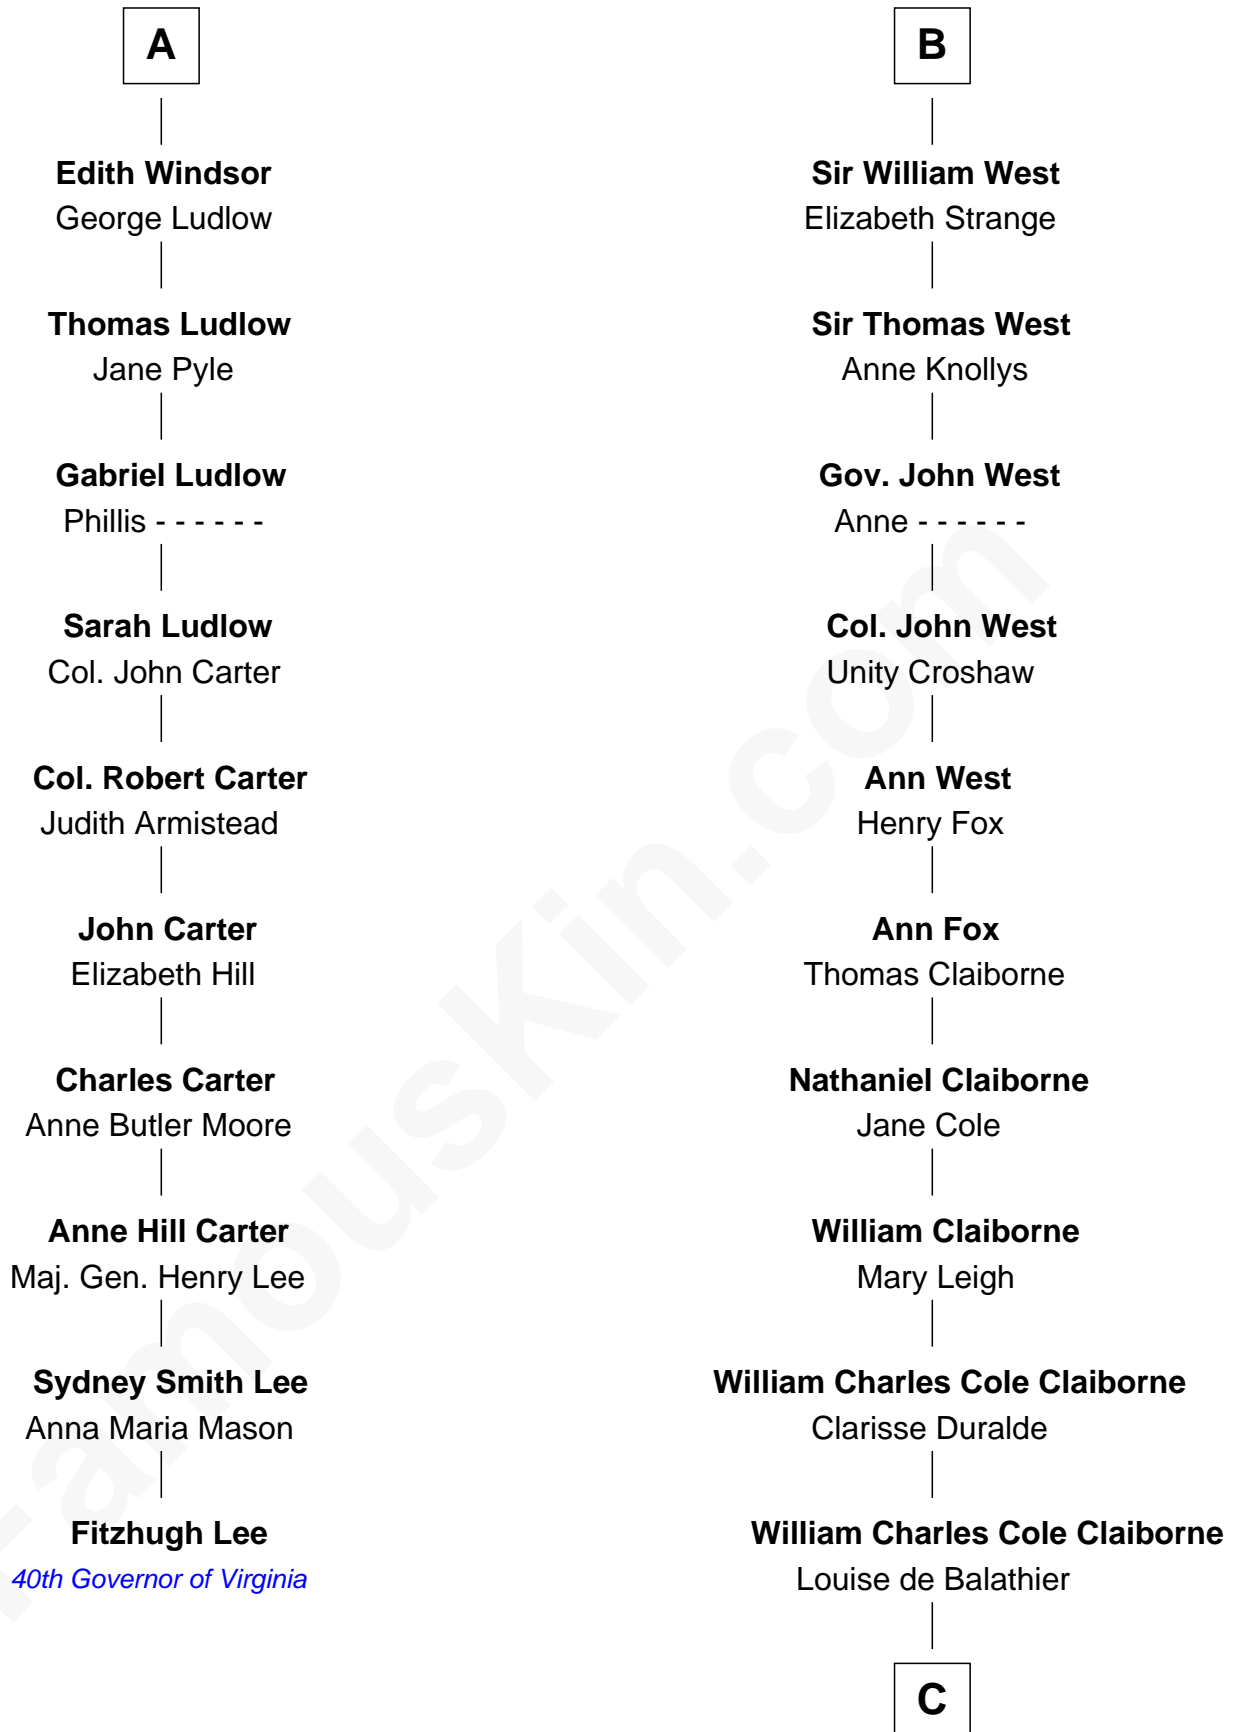 A
Edith Windsor
George Ludlow
Thomas Ludlow
Jane Pyle
Gabriel Ludlow
Phillis - - - - - -
Sarah Ludlow
Col. John Carter
Col. Robert Carter
Judith Armistead
John Carter
Elizabeth Hill
Charles Carter
Anne Butler Moore
Anne Hill Carter
Maj. Gen. Henry Lee
Sydney Smith Lee
Anna Maria Mason
Fitzhugh Lee
40th Governor of Virginia
B
Sir William West
Elizabeth Strange
Sir Thomas West
Anne Knollys
Gov. John West
Anne - - - - - -
Col. John West
Unity Croshaw
Ann West
Henry Fox
Ann Fox
Thomas Claiborne
Nathaniel Claiborne
Jane Cole
William Claiborne
Mary Leigh
William Charles Cole Claiborne
Clarisse Duralde
William Charles Cole Claiborne
Louise de Balathier
C
FamousKin.com